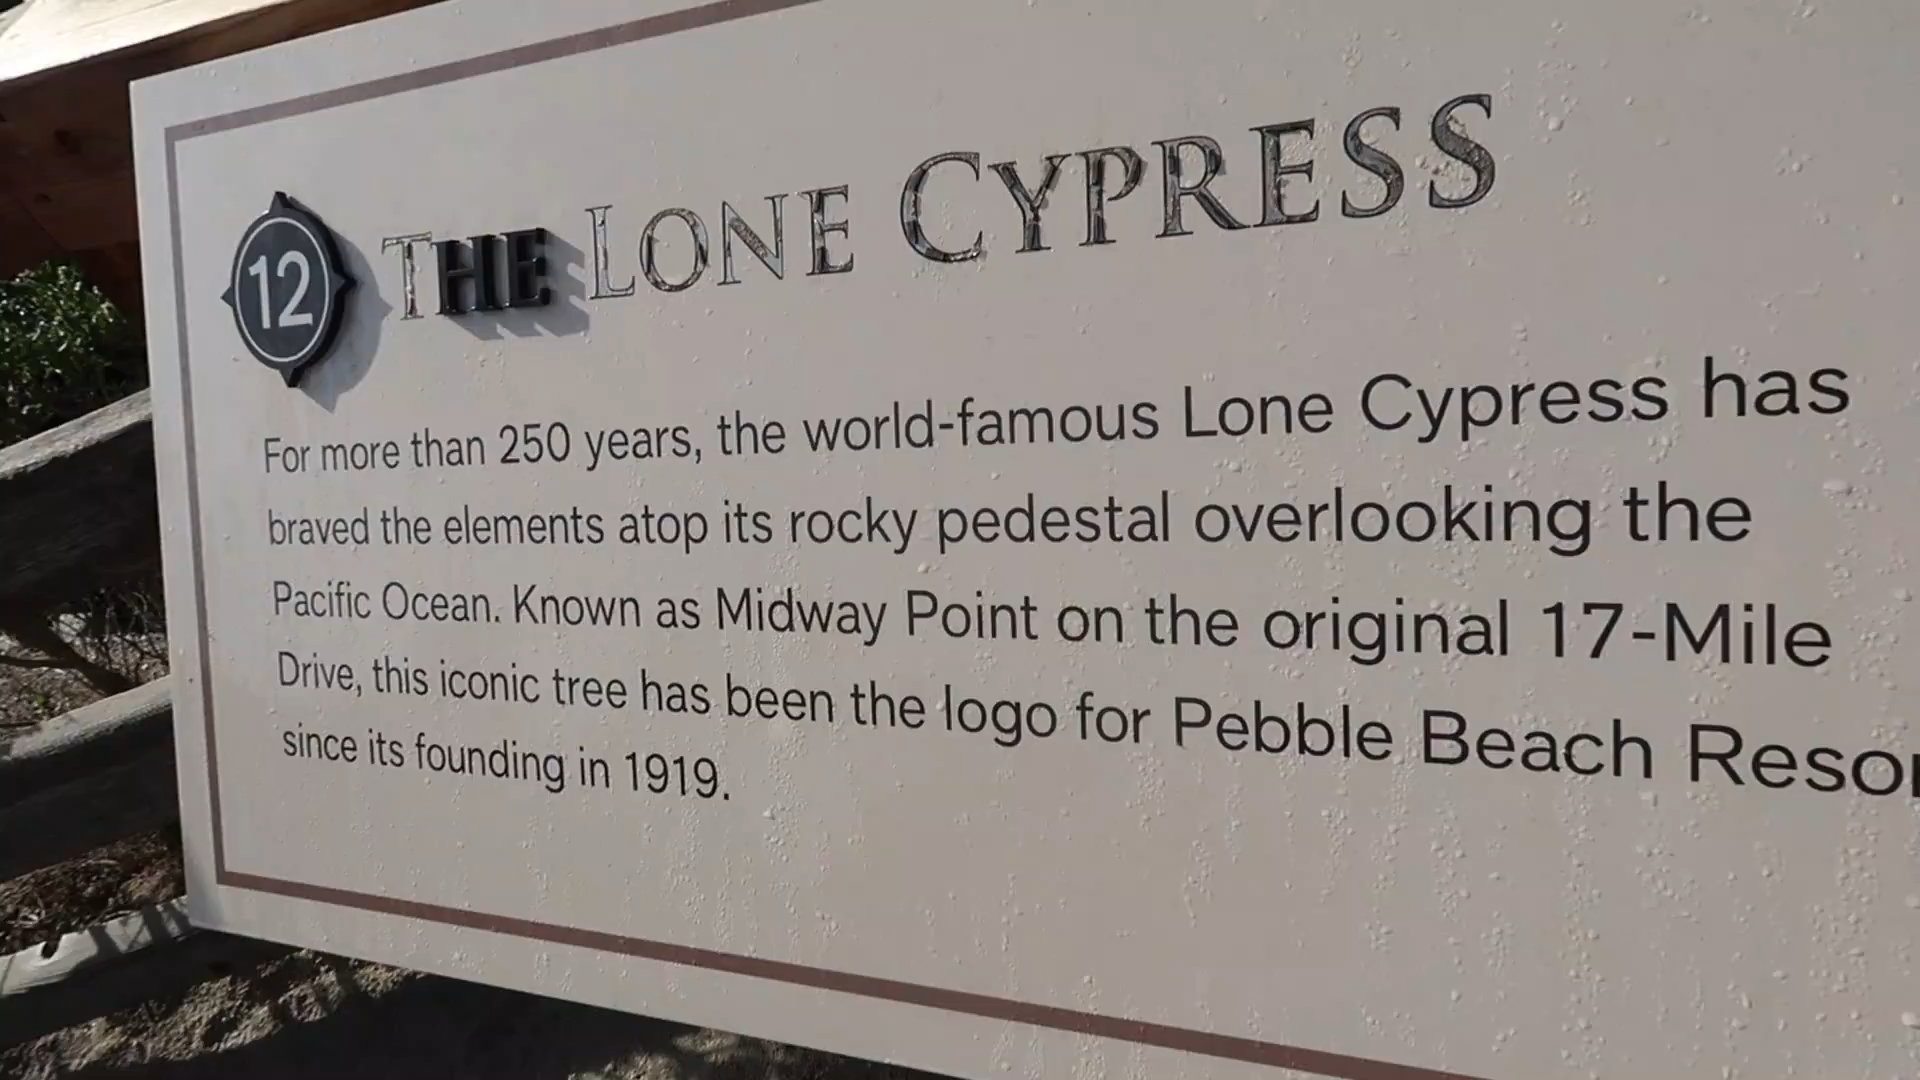 12 THE LONE CYPRESS
For more than 250 years, the world-famous Lone Cypress has
braved the elements atop its rocky pedestal overlooking the
Pacific Ocean. Known as Midway Point on the original 17-Mile
Drive, this iconic tree has been the logo for Pebble Beach
since its founding in 1919.